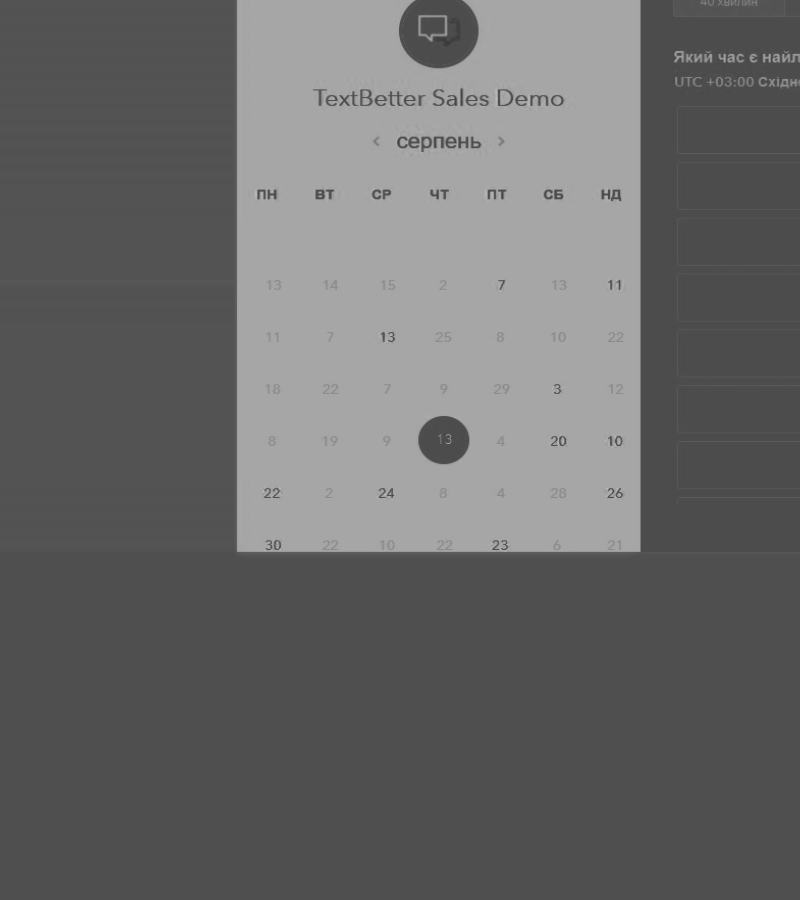 40 хвилин
Який час є найл
UTC +03:00 Східно
TextBetter Sales Demo
< серпень >
ПН ВТ СР ЧТ ПТ СБ НД
13 14 15 2 7 13 11
11 7 13 25 8 10 22
18 22 7 9 29 3 12
8 19 9 13 4 20 10
22 2 24 8 4 28 26
30 22 10 22 23 6 21